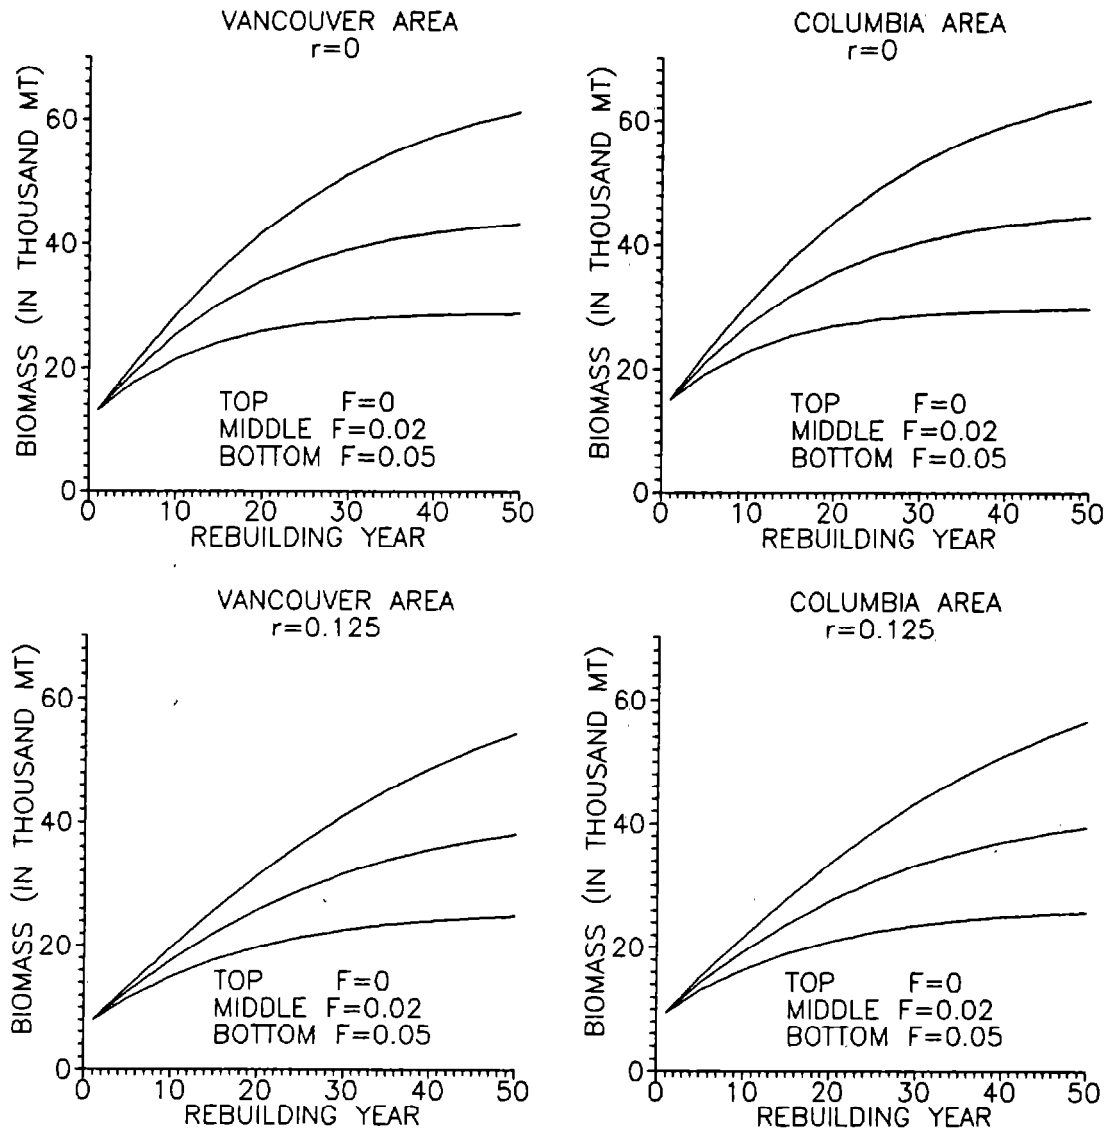 VANCOUVER AREA
r=0
BIOMASS (IN THOUSAND MT)
60
40
20
0
TOP F=0
MIDDLE F=0.02
BOTTOM F=0.05
0 10 20 30 40 50
REBUILDING YEAR
COLUMBIA AREA
r=0
BIOMASS (IN THOUSAND MT)
60
40
20
0
TOP F=0
MIDDLE F=0.02
BOTTOM F=0.05
0 10 20 30 40 50
REBUILDING YEAR
VANCOUVER AREA
r=0.125
BIOMASS (IN THOUSAND MT)
60
40
20
0
TOP F=0
MIDDLE F=0.02
BOTTOM F=0.05
0 10 20 30 40 50
REBUILDING YEAR
COLUMBIA AREA
r=0.125
BIOMASS (IN THOUSAND MT)
60
40
20
0
TOP F=0
MIDDLE F=0.02
BOTTOM F=0.05
0 10 20 30 40 50
REBUILDING YEAR